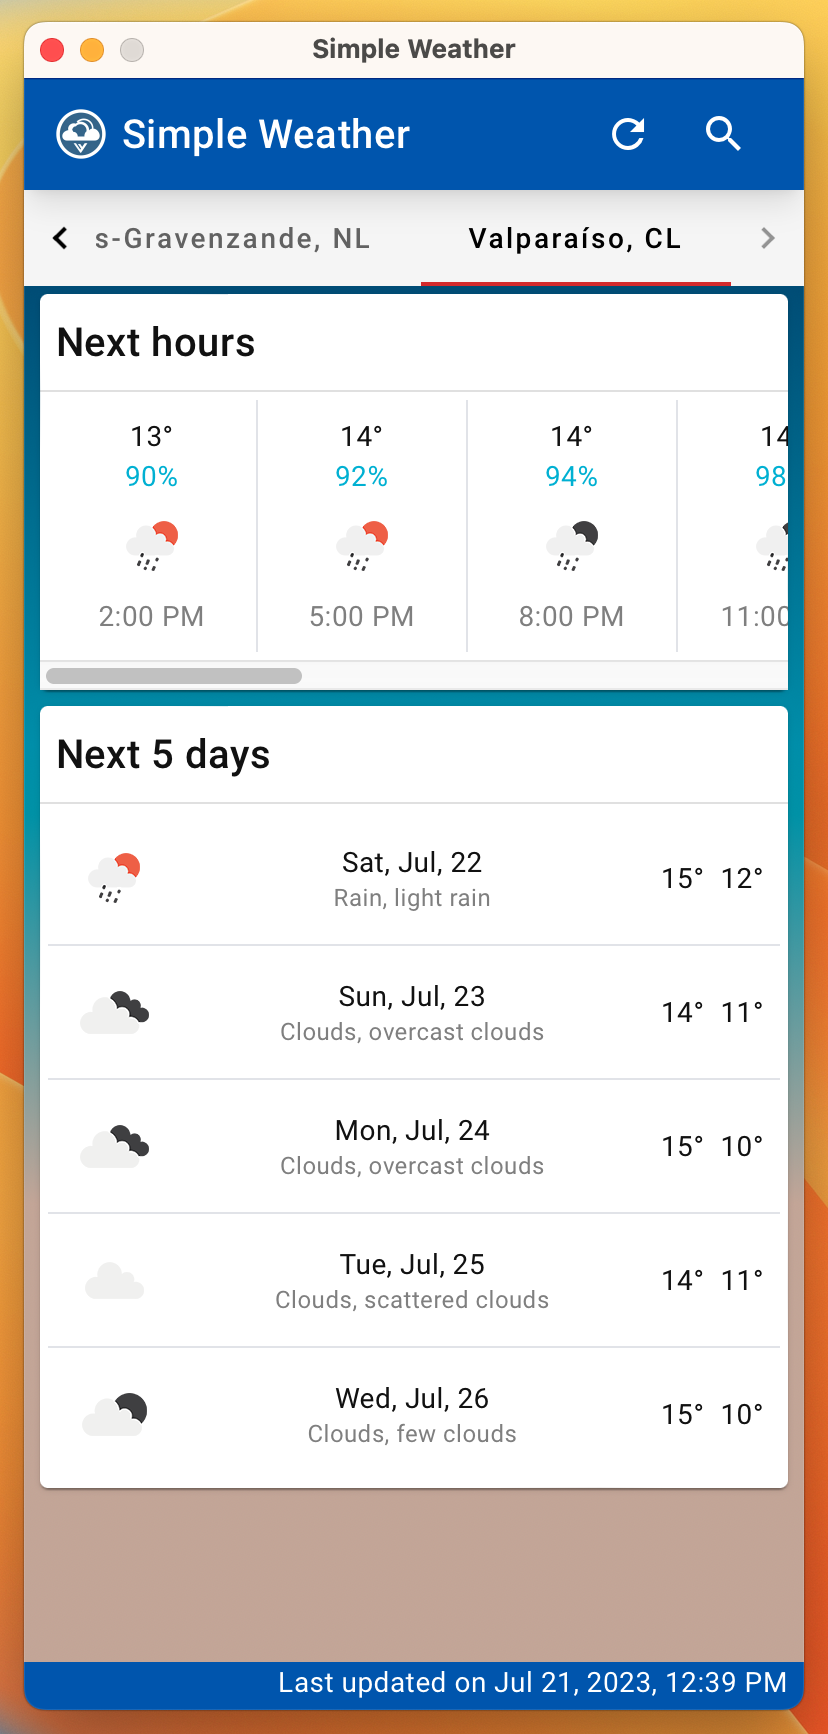 Simple Weather
Simple Weather
s-Gravenzande, NL
Valparaíso, CL
Next hours
13° 14° 14° 14
90% 92% 94% 98
2:00 PM 5:00 PM 8:00 PM 11:00
Next 5 days
Sat, Jul, 22
Rain, light rain
15° 12°
Sun, Jul, 23
Clouds, overcast clouds
14° 11°
Mon, Jul, 24
Clouds, overcast clouds
15° 10°
Tue, Jul, 25
Clouds, scattered clouds
14° 11°
Wed, Jul, 26
Clouds, few clouds
15° 10°
Last updated on Jul 21, 2023, 12:39 PM